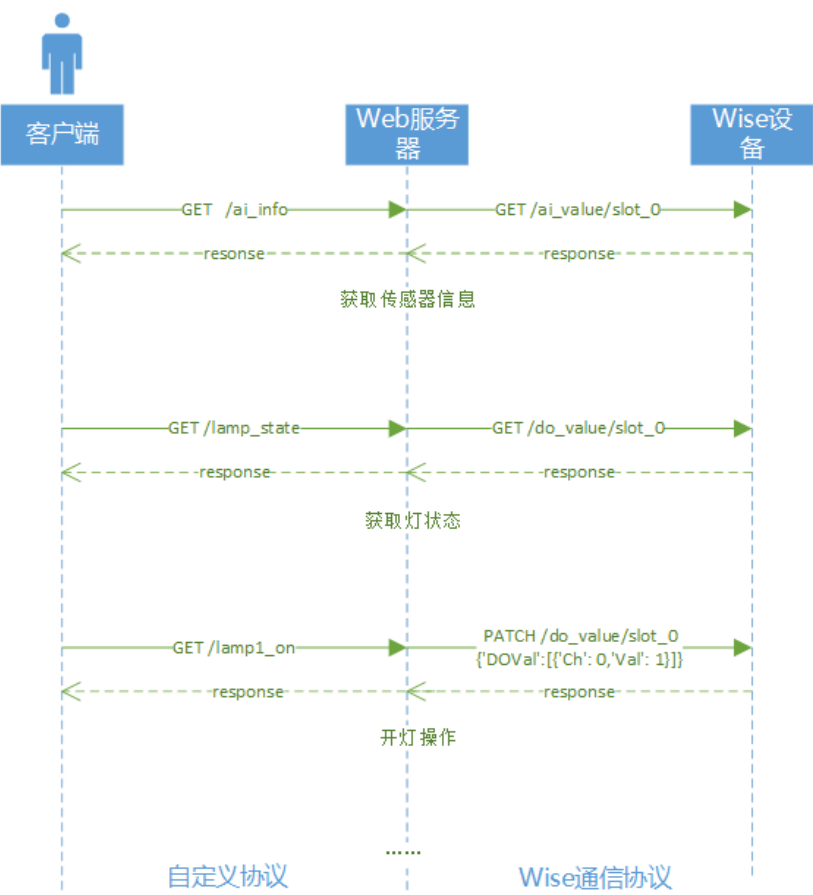 客户端
Web服务
器
Wise设
备
GET /ai_info
GET /ai_value/slot_0
resonse
response
获取传感器信息
GET /lamp_state
GET /do_value/slot_0
response
response
获取灯状态
GET /lamp1_on
PATCH /do_value/slot_0
{'DOVal':[{'Ch': 0,'Val': 1}]}
response
response
开灯操作
……
自定义协议
Wise通信协议